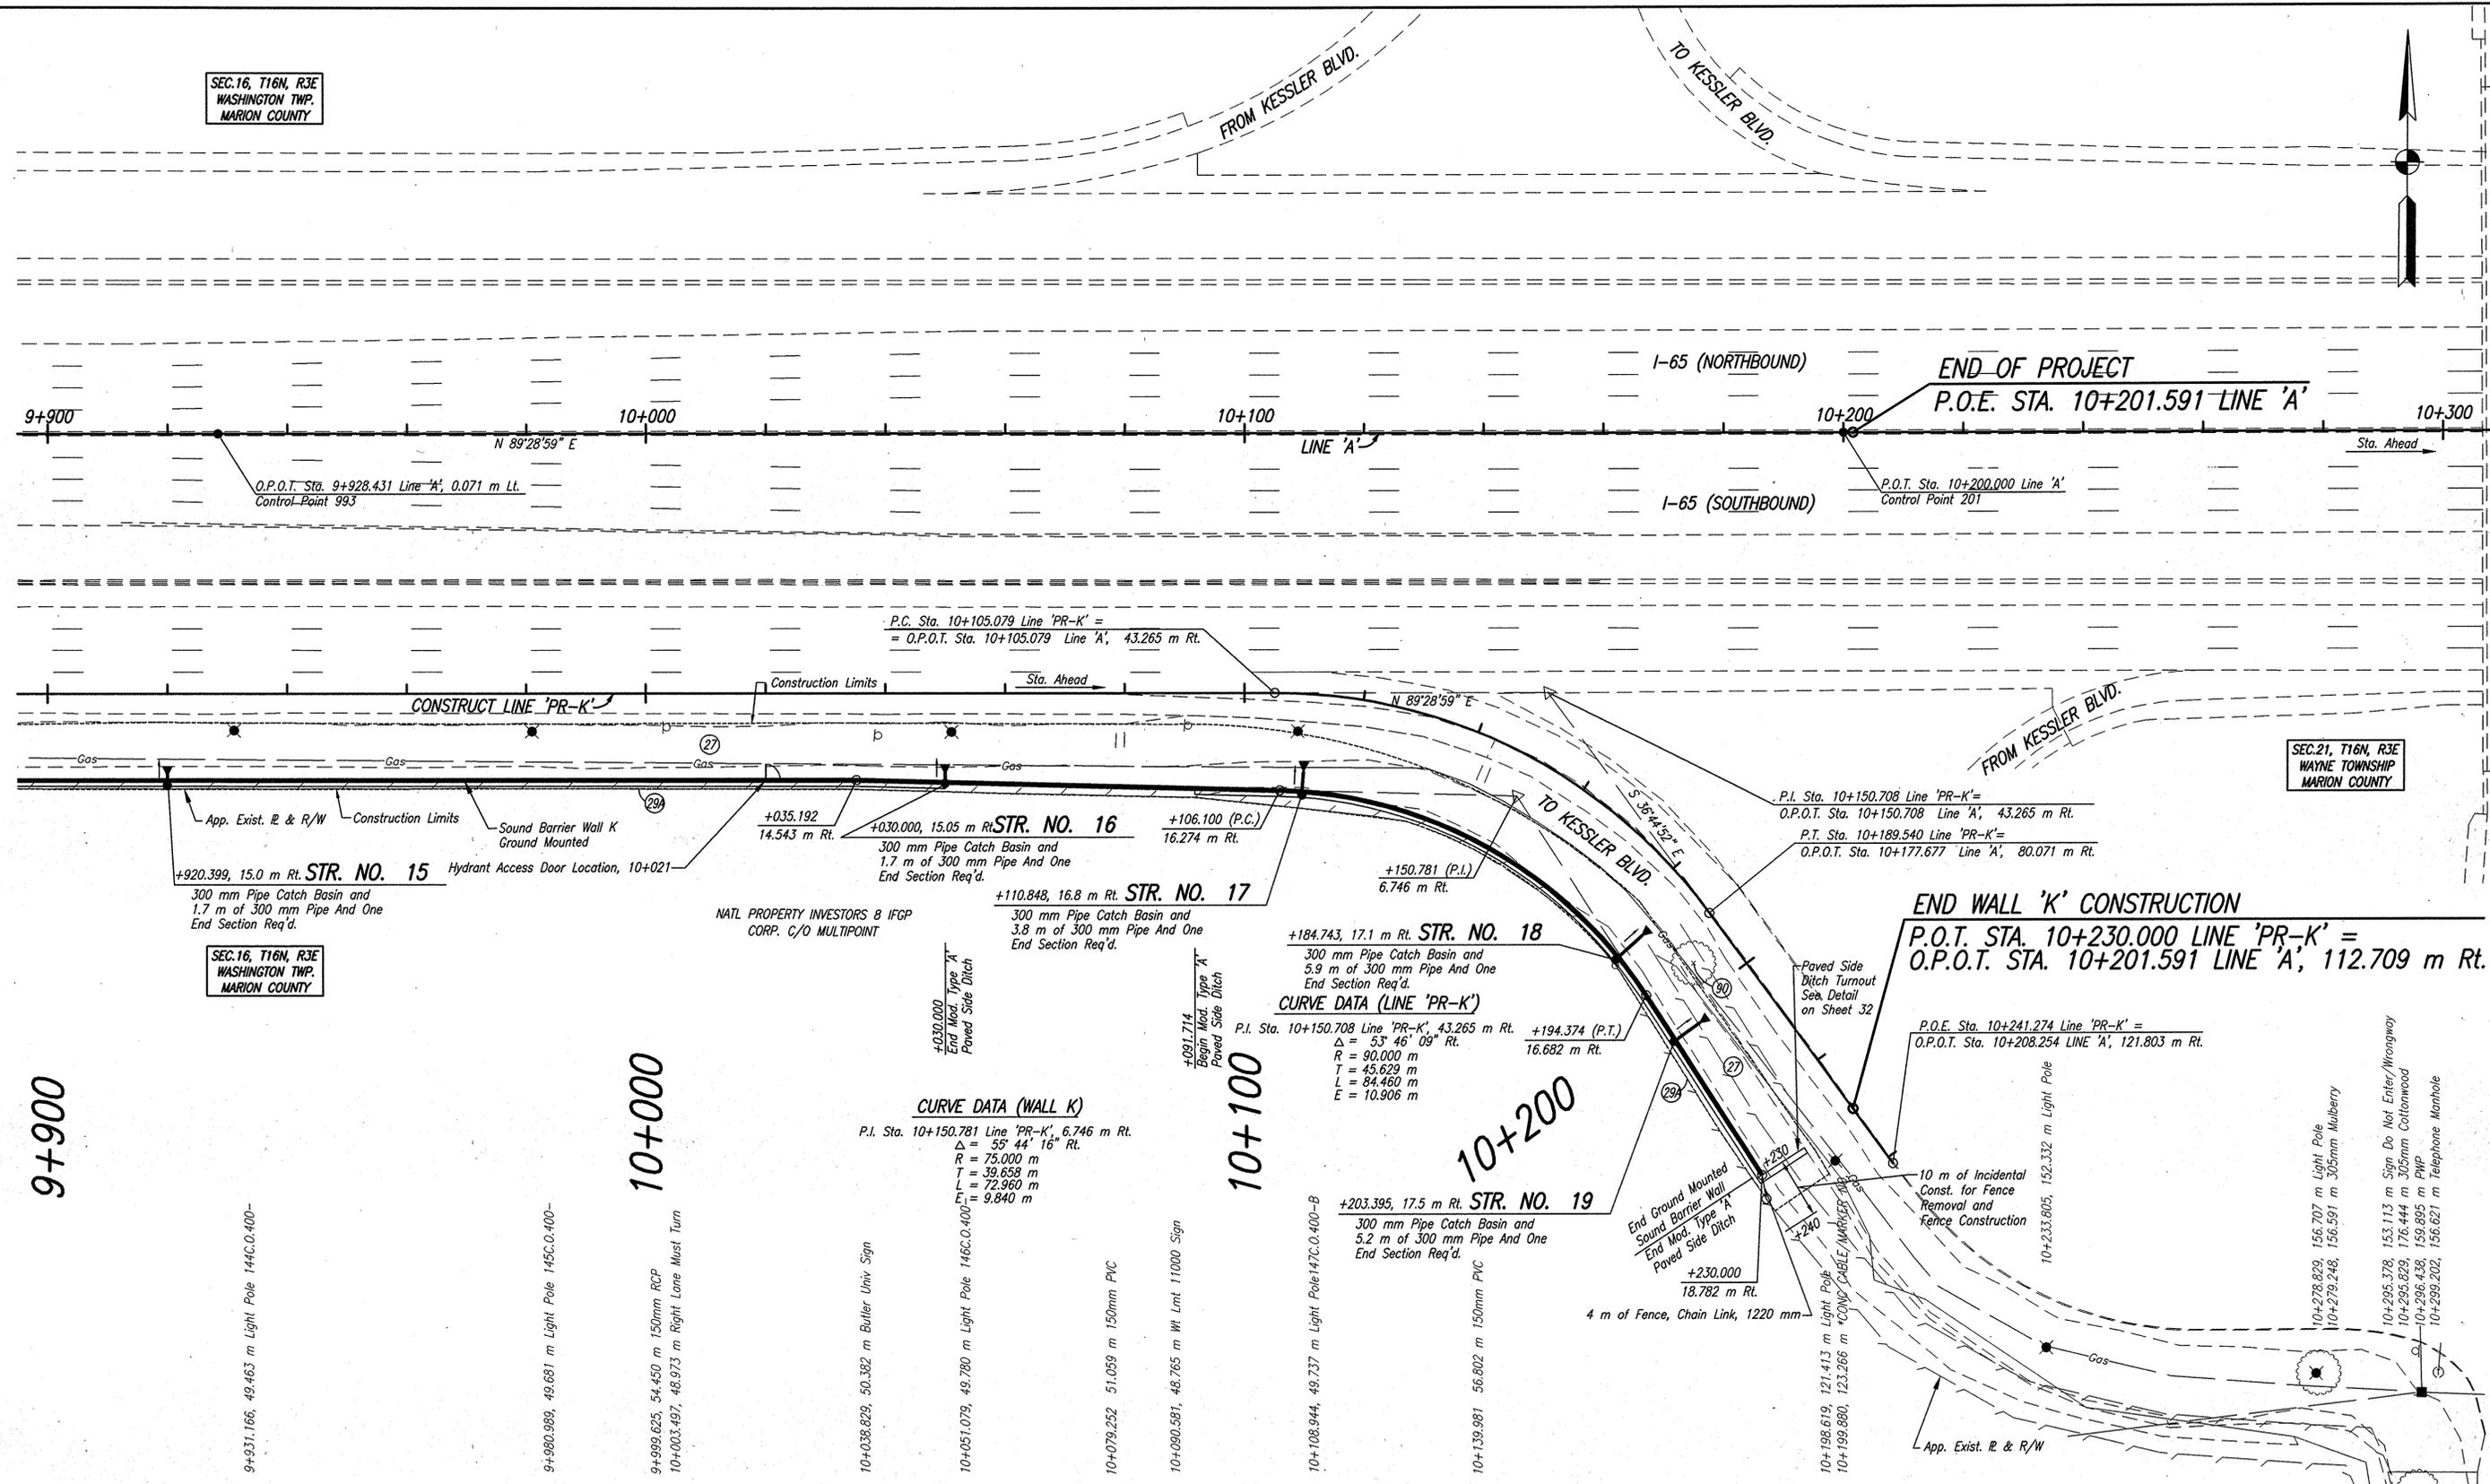 SEC.16, T16N, R3E
WASHINGTON TWP.
MARION COUNTY
FROM KESSLER BLVD.
TO KESSLER BLVD.
I-65 (NORTHBOUND)
END OF PROJECT
P.O.E. STA. 10+201.591 LINE 'A'
9+900
10+000
10+100
10+200
10+300
N 89°28'59" E
LINE 'A'
Sta. Ahead
O.P.O.T. Sta. 9+928.431 Line 'A', 0.071 m Lt.
Control Point 993
P.O.T. Sta. 10+200.000 Line 'A'
Control Point 201
I-65 (SOUTHBOUND)
P.C. Sta. 10+105.079 Line 'PR-K' =
= O.P.O.T. Sta. 10+105.079 Line 'A', 43.265 m Rt.
Construction Limits
Sta. Ahead
CONSTRUCT LINE 'PR-K'
N 89°28'59" E
FROM KESSLER BLVD.
27
Gas
Gas
Gas
Gas
SEC.21, T16N, R3E
WAYNE TOWNSHIP
MARION COUNTY
S 36°44'52" E
TO KESSLER BLVD.
P.I. Sta. 10+150.708 Line 'PR-K'=
O.P.O.T. Sta. 10+150.708 Line 'A', 43.265 m Rt.
P.T. Sta. 10+189.540 Line 'PR-K'=
O.P.O.T. Sta. 10+177.677 Line 'A', 80.071 m Rt.
29A
App. Exist. ⅊ & R/W
Construction Limits
Sound Barrier Wall K
Ground Mounted
Hydrant Access Door Location, 10+021
+035.192
14.543 m Rt.
+920.399, 15.0 m Rt. STR. NO. 15
300 mm Pipe Catch Basin and
1.7 m of 300 mm Pipe And One
End Section Req'd.
+030.000, 15.05 m Rt. STR. NO. 16
300 mm Pipe Catch Basin and
1.7 m of 300 mm Pipe And One
End Section Req'd.
+106.100 (P.C.)
16.274 m Rt.
+150.781 (P.I.)
6.746 m Rt.
+110.848, 16.8 m Rt. STR. NO. 17
300 mm Pipe Catch Basin and
3.8 m of 300 mm Pipe And One
End Section Req'd.
NATL PROPERTY INVESTORS 8 IFGP
CORP. C/O MULTIPOINT
END WALL 'K' CONSTRUCTION
P.O.T. STA. 10+230.000 LINE 'PR-K' =
O.P.O.T. STA. 10+201.591 LINE 'A', 112.709 m Rt.
SEC.16, T16N, R3E
WASHINGTON TWP.
MARION COUNTY
+184.743, 17.1 m Rt. STR. NO. 18
300 mm Pipe Catch Basin and
5.9 m of 300 mm Pipe And One
End Section Req'd.
Gas
90
Paved Side
Ditch Turnout
See Detail
on Sheet 32
+030.000
End Mod. Type 'A'
Paved Side Ditch
+091.714
Begin Mod. Type 'A'
Paved Side Ditch
CURVE DATA (LINE 'PR-K')
P.I. Sta. 10+150.708 Line 'PR-K', 43.265 m Rt.
Δ = 53° 46' 09" Rt.
R = 90.000 m
T = 45.629 m
L = 84.460 m
E = 10.906 m
+194.374 (P.T.)
16.682 m Rt.
P.O.E. Sta. 10+241.274 Line 'PR-K' =
O.P.O.T. Sta. 10+208.254 LINE 'A', 121.803 m Rt.
27
29A
9+900
10+000
10+100
10+200
CURVE DATA (WALL K)
P.I. Sta. 10+150.781 Line 'PR-K', 6.746 m Rt.
Δ = 55° 44' 16" Rt.
R = 75.000 m
T = 39.658 m
L = 72.960 m
E = 9.840 m
+203.395, 17.5 m Rt. STR. NO. 19
300 mm Pipe Catch Basin and
5.2 m of 300 mm Pipe And One
End Section Req'd.
End Ground Mounted
Sound Barrier Wall
End Mod. Type 'A'
Paved Side Ditch
+230
+240
+230.000
18.782 m Rt.
4 m of Fence, Chain Link, 1220 mm
10 m of Incidental
Const. for Fence
Removal and
Fence Construction
Gas
Gas
App. Exist. ⅊ & R/W
9+931.166, 49.463 m Light Pole 144C.0.400-
9+980.989, 49.681 m Light Pole 145C.0.400-
9+999.625, 54.450 m 150mm RCP
10+003.497, 48.973 m Right Lane Must Turn
10+038.829, 50.382 m Butler Univ Sign
10+051.079, 49.780 m Light Pole 146C.0.400-
10+079.252 51.059 m 150mm PVC
10+090.581, 48.765 m Wt Lmt 11000 Sign
10+108.944, 49.737 m Light Pole147C.0.400-B
10+139.981 56.802 m 150mm PVC
10+198.619, 121.413 m Light Pole
10+199.880, 123.266 m *CONC CABLE/MARKER NO.
10+233.805, 152.332 m Light Pole
10+278.829, 156.707 m Light Pole
10+279.248, 156.591 m 305mm Mulberry
10+295.378, 153.113 m Sign Do Not Enter/Wrongway
10+295.829, 176.444 m 305mm Cottonwood
10+296.438, 159.895 m PWP
10+299.202, 156.621 m Telephone Manhole